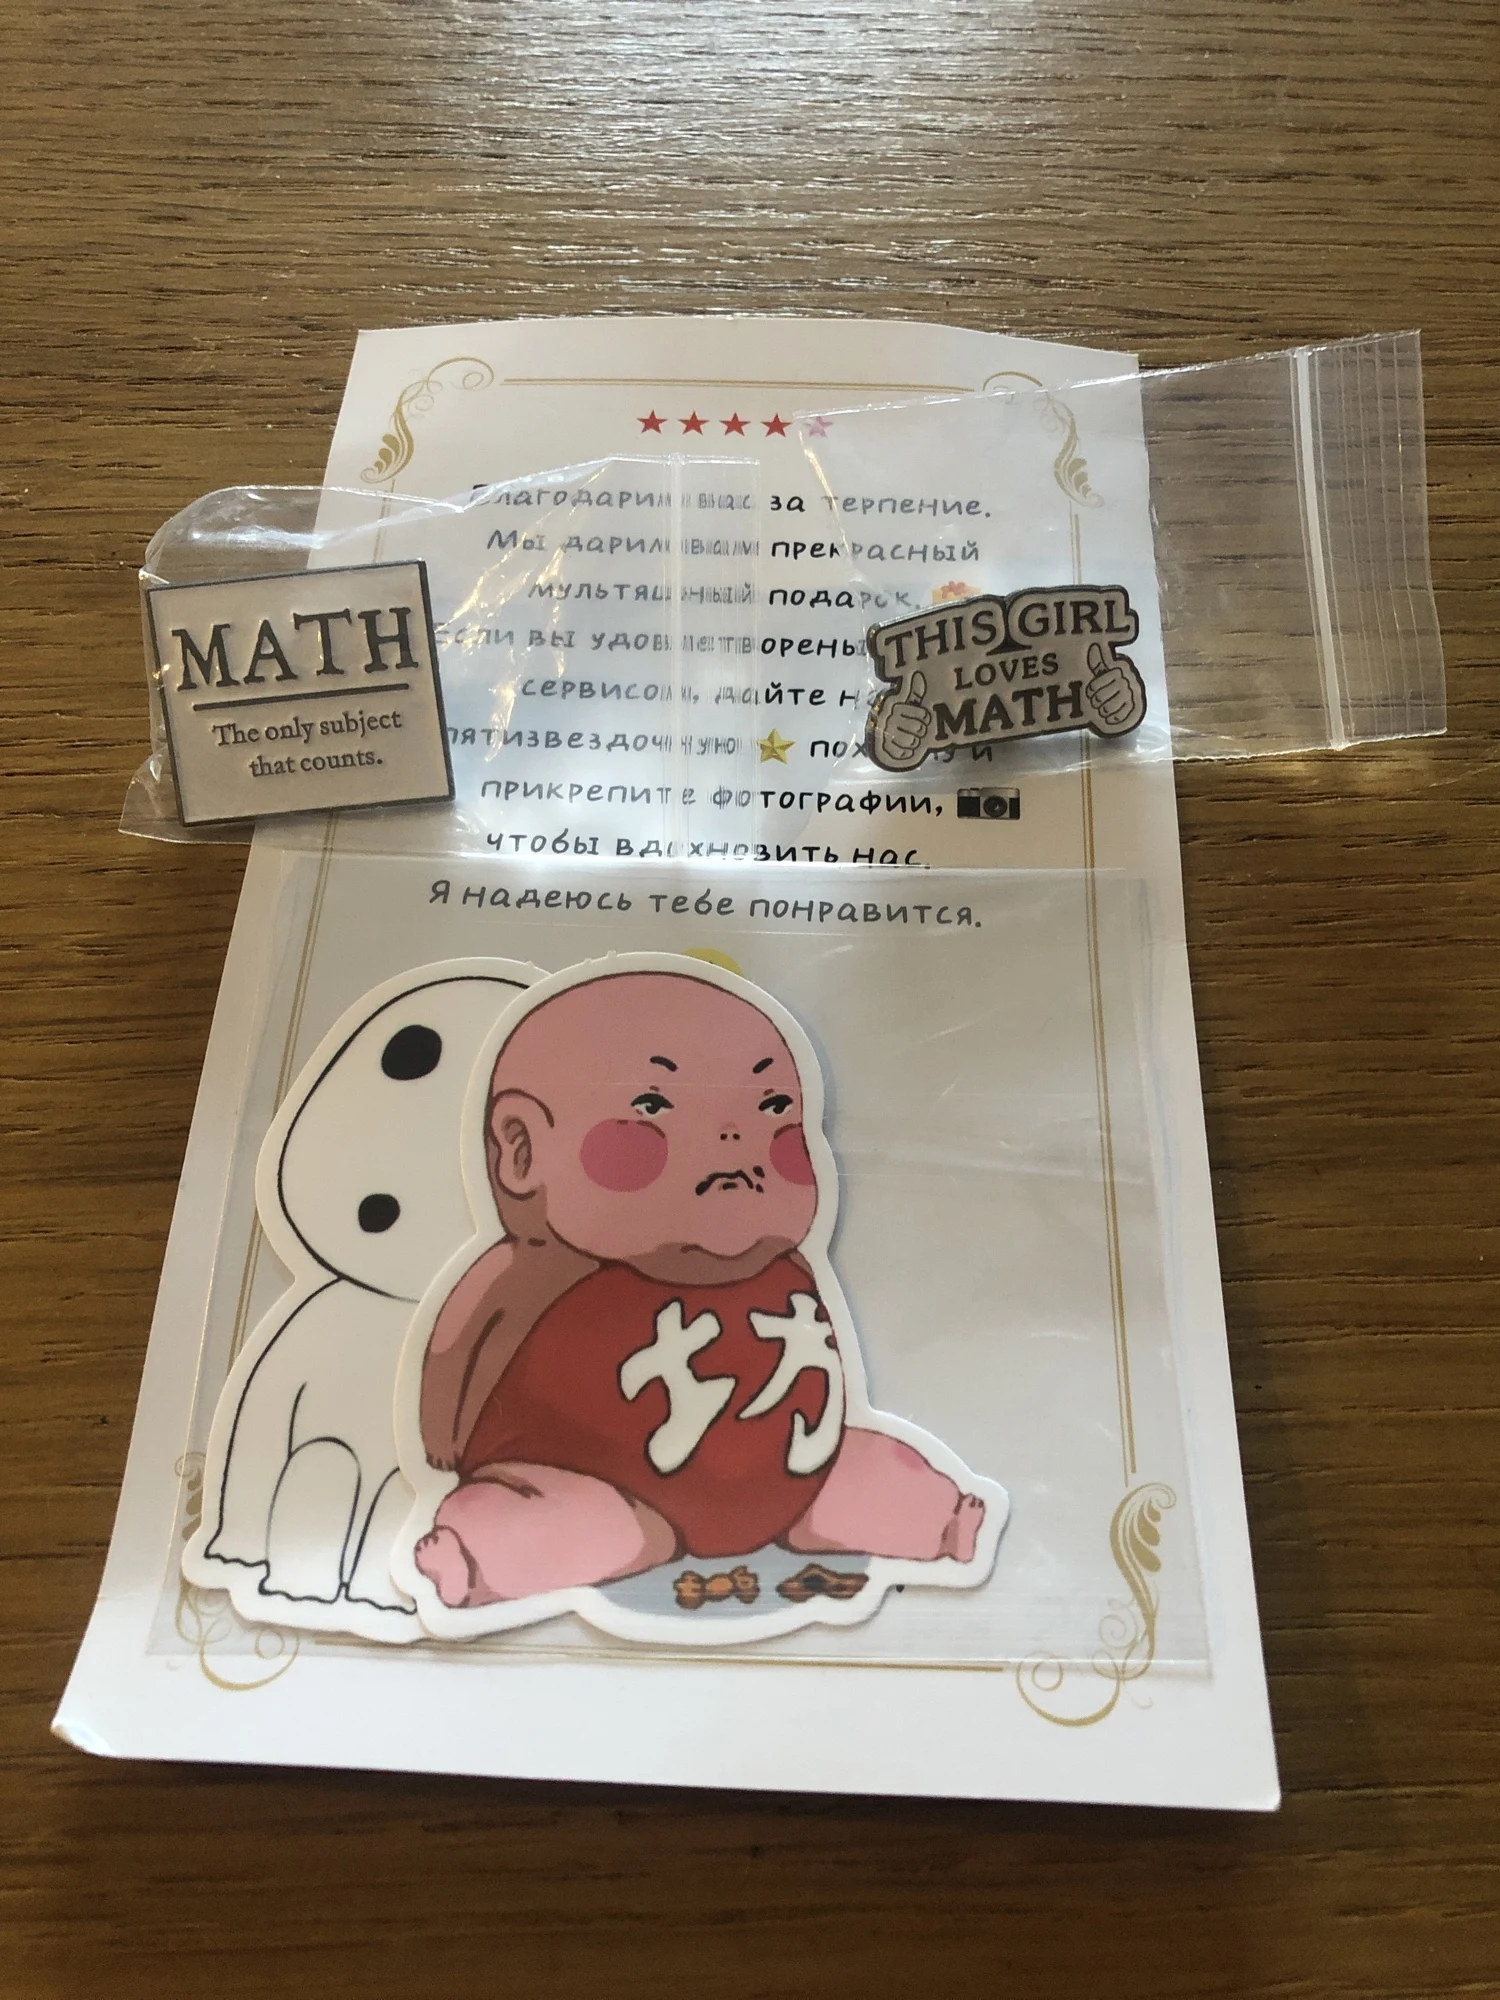 Благодарим вас за терпение.
Мы дарим вам прекрасный
мультяшный подарок.
Если вы удовлетворены
сервисом, дайте
пятизвездочную похвалу и
прикрепите фотографии,
чтобы вдохновить нас.
Я надеюсь тебе понравится.
MATH
The only subject
that counts.
THIS GIRL
LOVES
MATH
坊